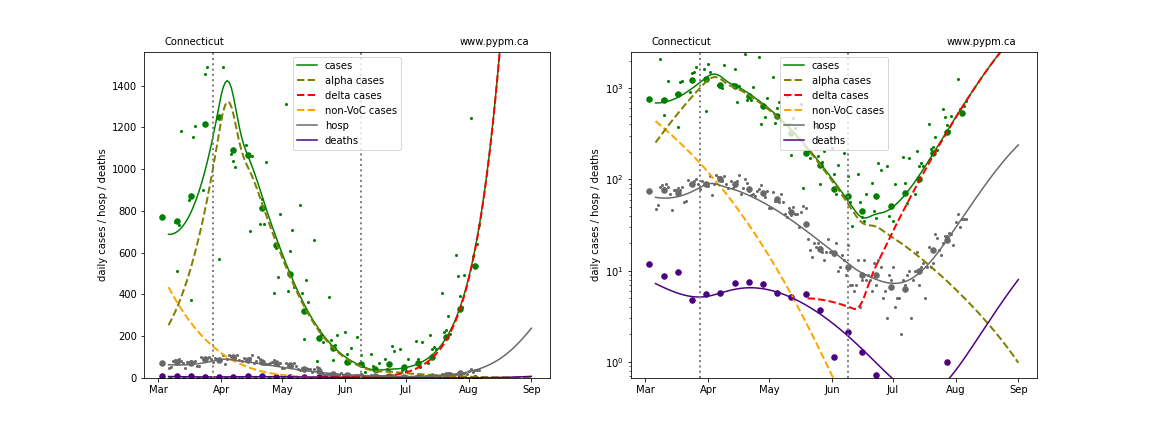 Connecticut www.pypm.ca
daily cases / hosp / deaths
1400
1200
1000
800
600
400
200
0
Mar Apr May Jun Jul Aug Sep
cases
alpha cases
delta cases
non-VoC cases
hosp
deaths
Connecticut www.pypm.ca
daily cases / hosp / deaths
10³
10²
10¹
10⁰
Mar Apr May Jun Jul Aug Sep
cases
alpha cases
delta cases
non-VoC cases
hosp
deaths